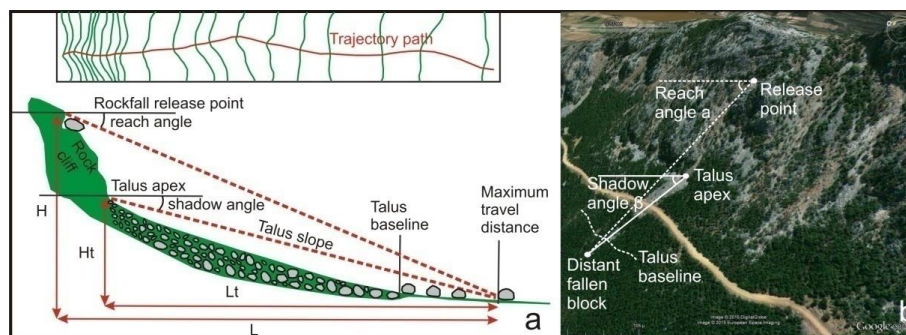 Trajectory path
Rockfall release point
reach angle
Rock
cliff
Talus apex
shadow angle
Talus
baseline
Maximum
travel
distance
H
Ht
Talus slope
Lt
L
a
Reach
angle a
Release
point
Shadow
angle β
Talus
apex
Talus
baseline
Distant
fallen
block
b
Google